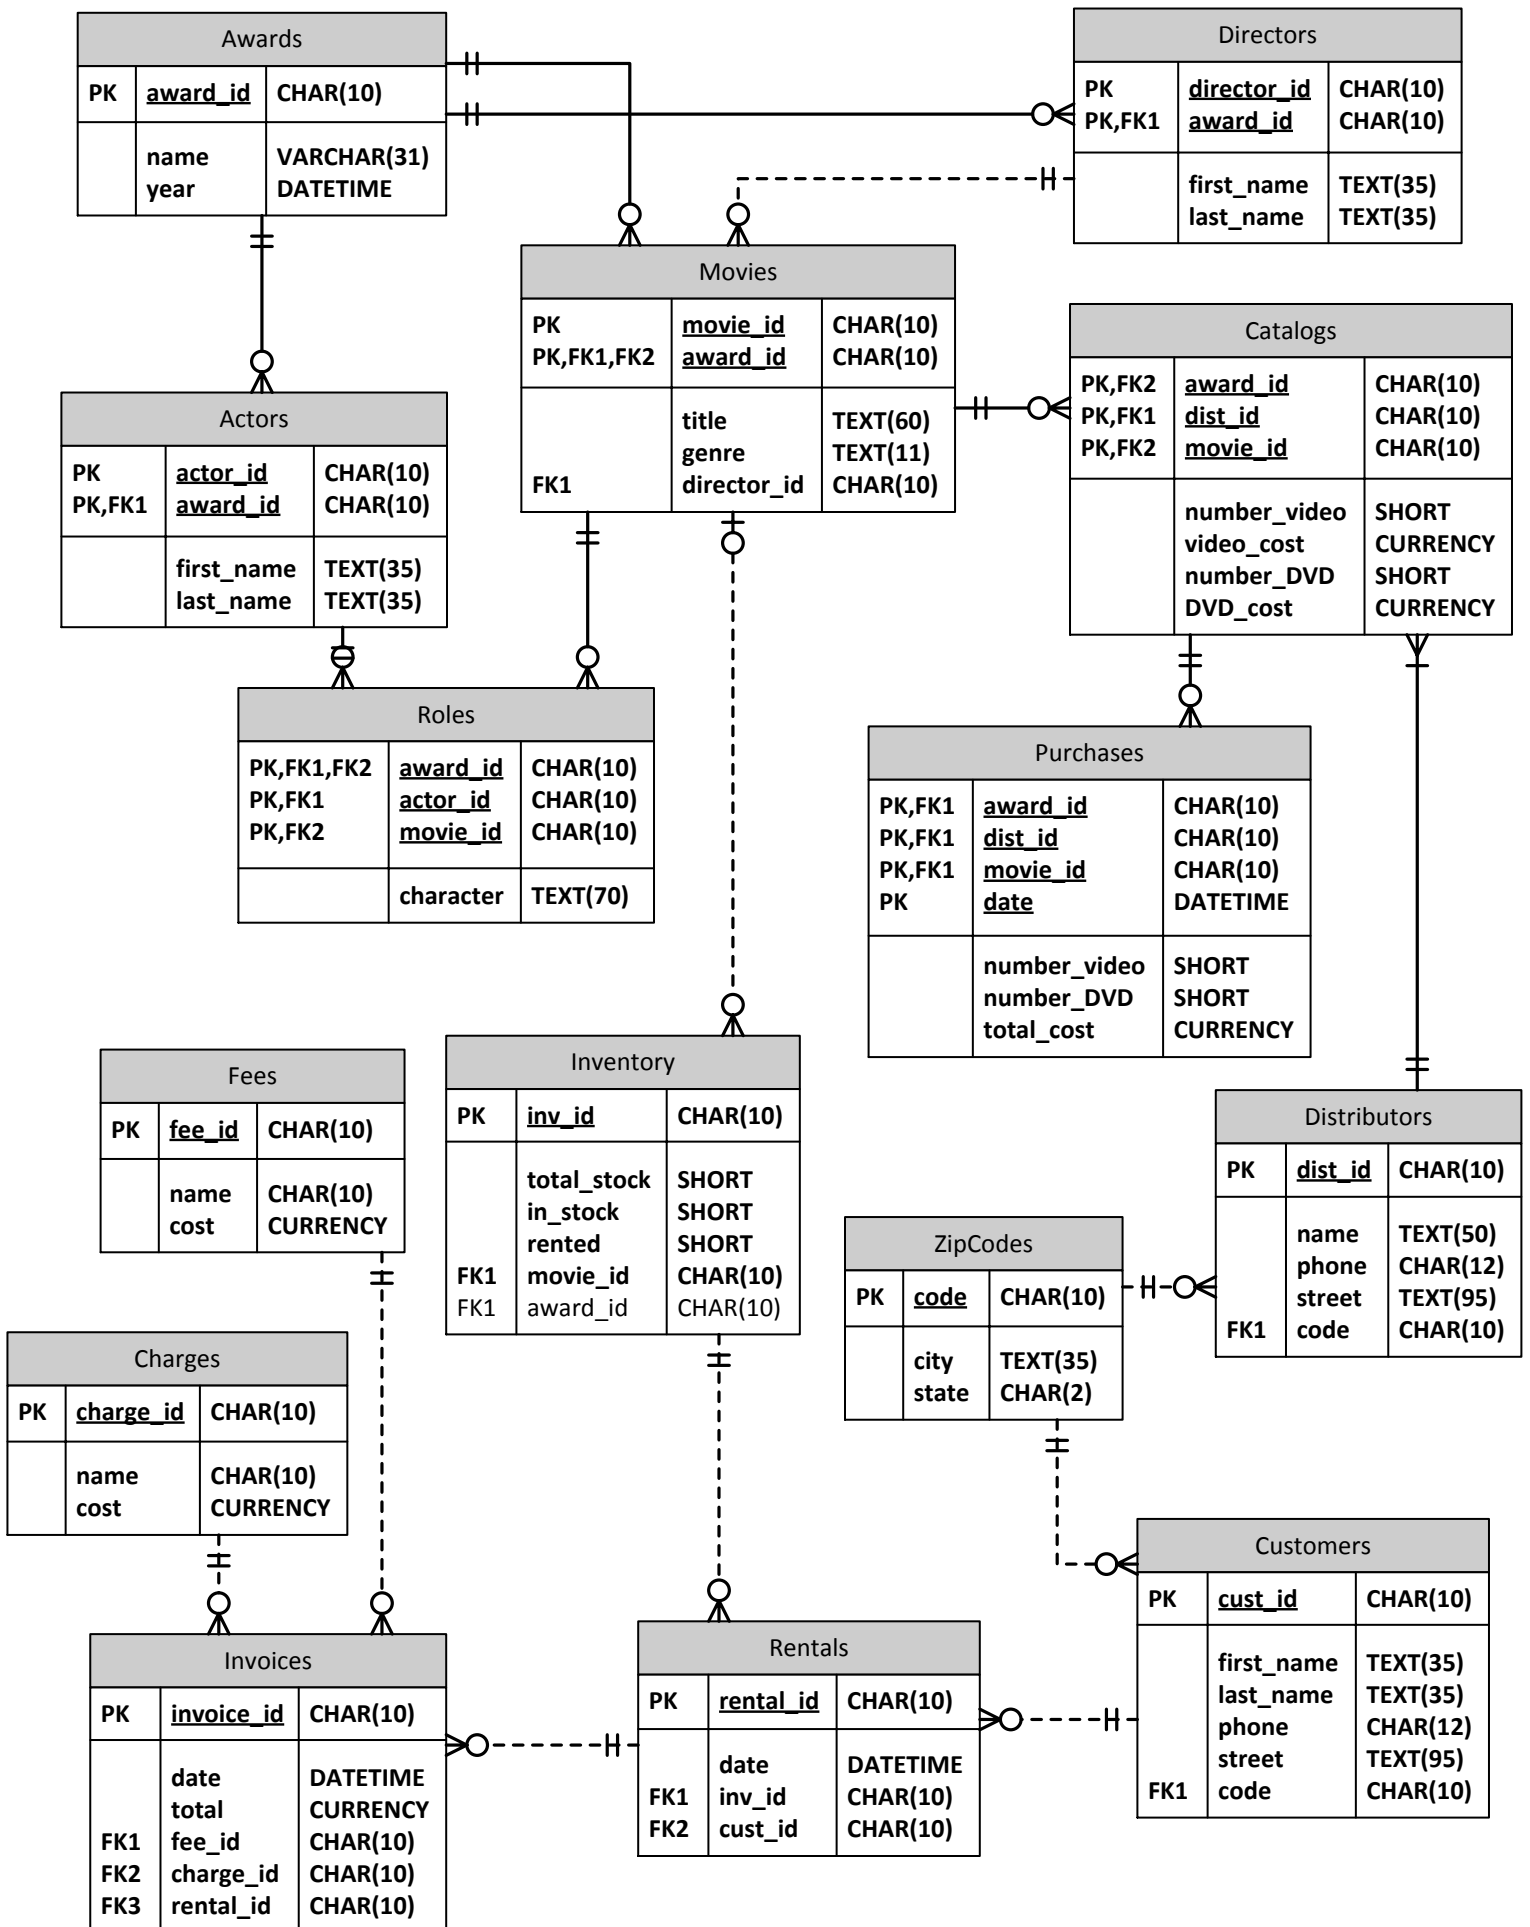 Awards
PK award_id CHAR(10)
name VARCHAR(31)
year DATETIME
Directors
PK director_id CHAR(10)
PK,FK1 award_id CHAR(10)
first_name TEXT(35)
last_name TEXT(35)
Movies
PK movie_id CHAR(10)
PK,FK1,FK2 award_id CHAR(10)
title TEXT(60)
genre TEXT(11)
FK1 director_id CHAR(10)
Catalogs
PK,FK2 award_id CHAR(10)
PK,FK1 dist_id CHAR(10)
PK,FK2 movie_id CHAR(10)
number_video SHORT
video_cost CURRENCY
number_DVD SHORT
DVD_cost CURRENCY
Actors
PK actor_id CHAR(10)
PK,FK1 award_id CHAR(10)
first_name TEXT(35)
last_name TEXT(35)
Roles
PK,FK1,FK2 award_id CHAR(10)
PK,FK1 actor_id CHAR(10)
PK,FK2 movie_id CHAR(10)
character TEXT(70)
Purchases
PK,FK1 award_id CHAR(10)
PK,FK1 dist_id CHAR(10)
PK,FK1 movie_id CHAR(10)
PK date DATETIME
number_video SHORT
number_DVD SHORT
total_cost CURRENCY
Fees
PK fee_id CHAR(10)
name CHAR(10)
cost CURRENCY
Inventory
PK inv_id CHAR(10)
total_stock SHORT
in_stock SHORT
rented SHORT
FK1 movie_id CHAR(10)
FK1 award_id CHAR(10)
Distributors
PK dist_id CHAR(10)
name TEXT(50)
phone CHAR(12)
street TEXT(95)
FK1 code CHAR(10)
ZipCodes
PK code CHAR(10)
city TEXT(35)
state CHAR(2)
Charges
PK charge_id CHAR(10)
name CHAR(10)
cost CURRENCY
Customers
PK cust_id CHAR(10)
first_name TEXT(35)
last_name TEXT(35)
phone CHAR(12)
street TEXT(95)
FK1 code CHAR(10)
Invoices
PK invoice_id CHAR(10)
date DATETIME
total CURRENCY
FK1 fee_id CHAR(10)
FK2 charge_id CHAR(10)
FK3 rental_id CHAR(10)
Rentals
PK rental_id CHAR(10)
date DATETIME
FK1 inv_id CHAR(10)
FK2 cust_id CHAR(10)